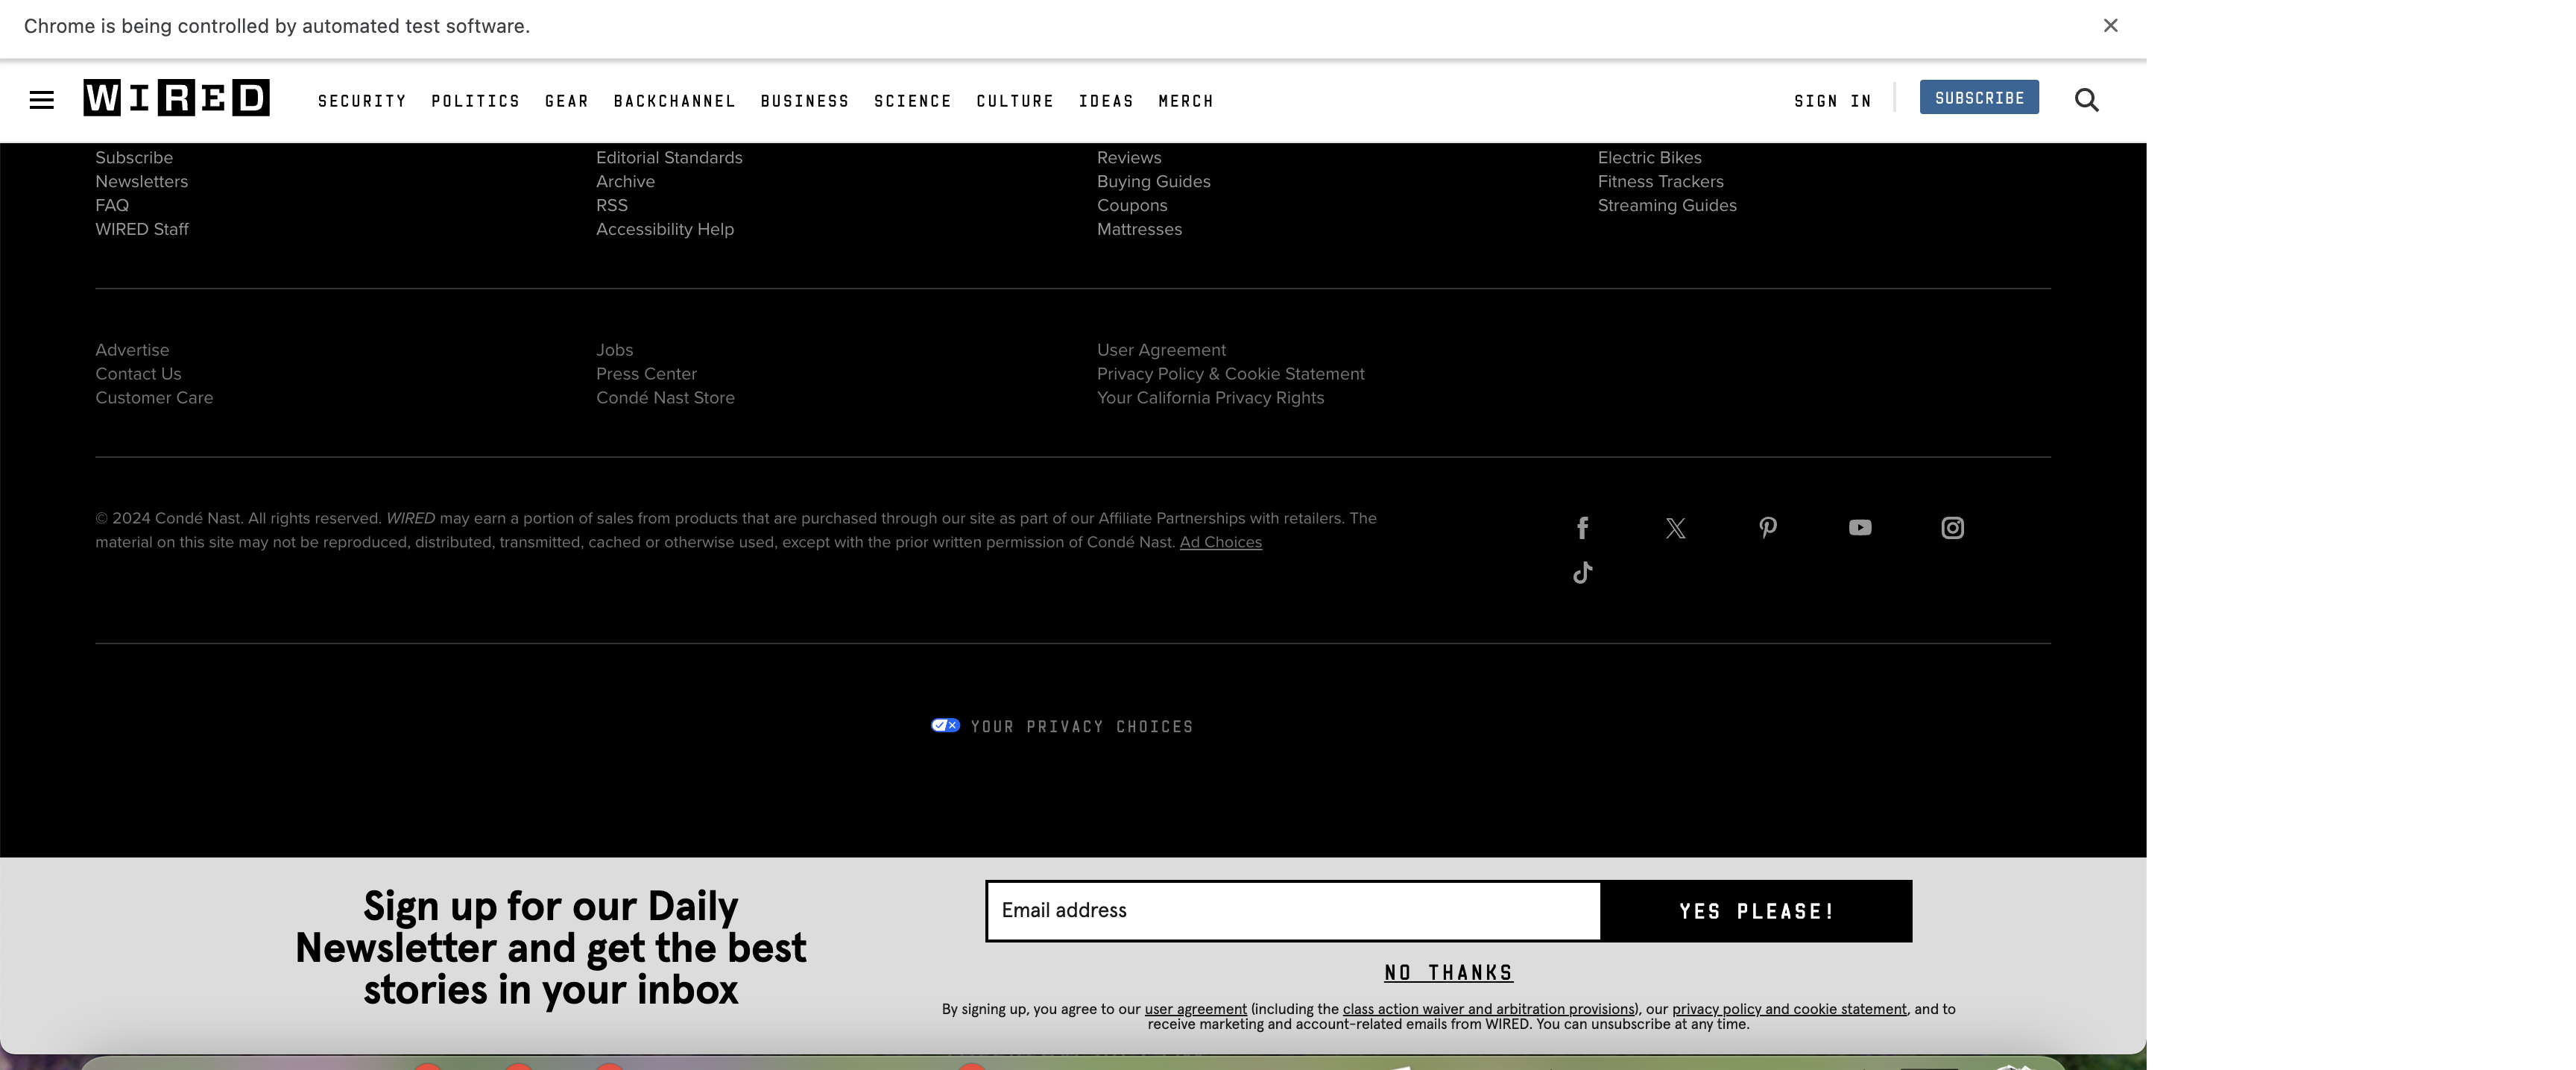 Chrome is being controlled by automated test software.
WIRED
SECURITY POLITICS GEAR BACKCHANNEL BUSINESS SCIENCE CULTURE IDEAS MERCH
SIGN IN SUBSCRIBE
Subscribe
Newsletters
FAQ
WIRED Staff
Editorial Standards
Archive
RSS
Accessibility Help
Reviews
Buying Guides
Coupons
Mattresses
Electric Bikes
Fitness Trackers
Streaming Guides
Advertise
Contact Us
Customer Care
Jobs
Press Center
Condé Nast Store
User Agreement
Privacy Policy & Cookie Statement
Your California Privacy Rights
© 2024 Condé Nast. All rights reserved. WIRED may earn a portion of sales from products that are purchased through our site as part of our Affiliate Partnerships with retailers. The
material on this site may not be reproduced, distributed, transmitted, cached or otherwise used, except with the prior written permission of Condé Nast. Ad Choices
YOUR PRIVACY CHOICES
Sign up for our Daily
Newsletter and get the best
stories in your inbox
Email address
YES PLEASE!
NO THANKS
By signing up, you agree to our user agreement (including the class action waiver and arbitration provisions), our privacy policy and cookie statement, and to
receive marketing and account-related emails from WIRED. You can unsubscribe at any time.